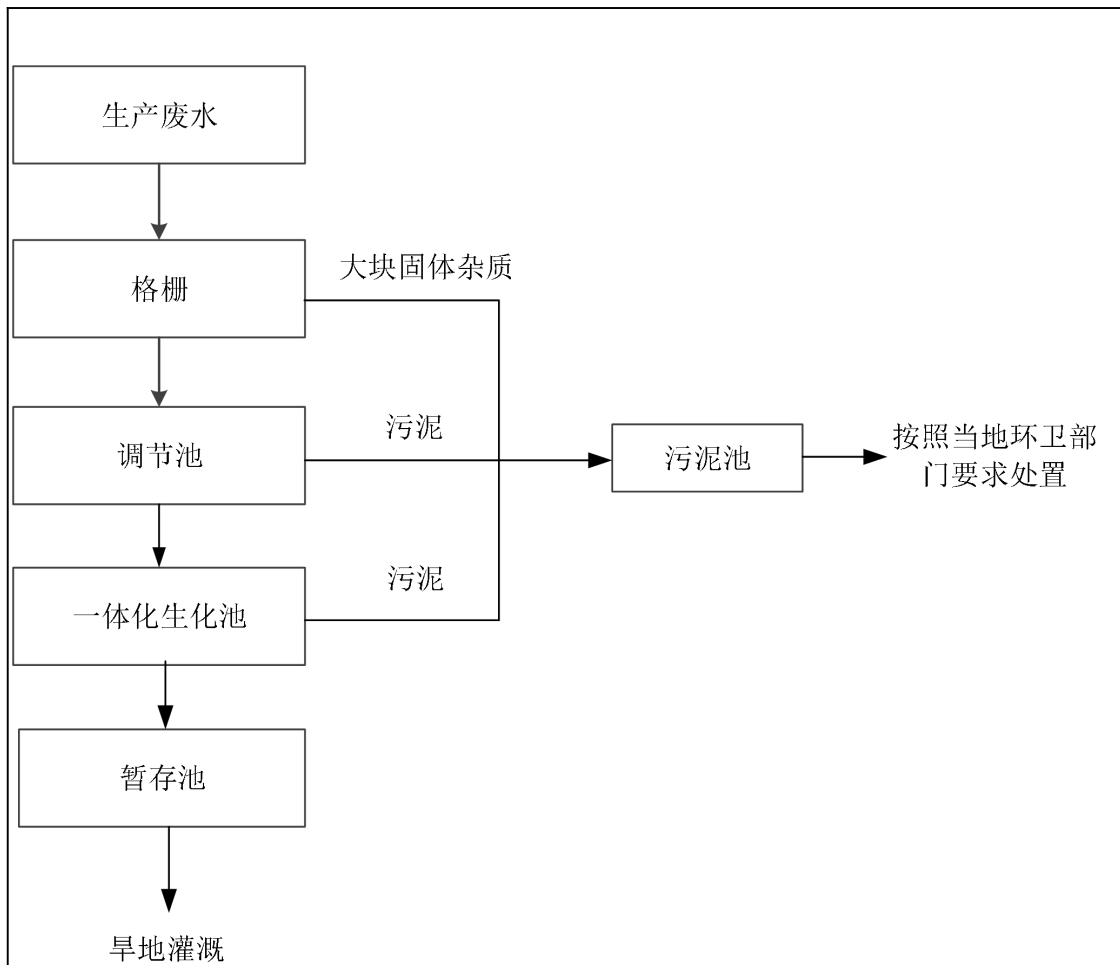 生产废水
格栅
大块固体杂质
调节池
污泥
污泥池
按照当地环卫部
门要求处置
一体化生化池
污泥
暂存池
旱地灌溉